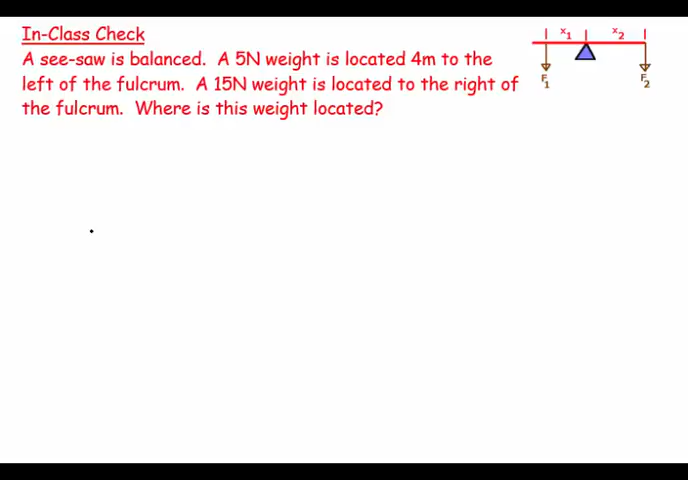 In-Class Check
A see-saw is balanced. A 5N weight is located 4m to the
left of the fulcrum. A 15N weight is located to the right of
the fulcrum. Where is this weight located?
x₁ x₂
F₁ F₂